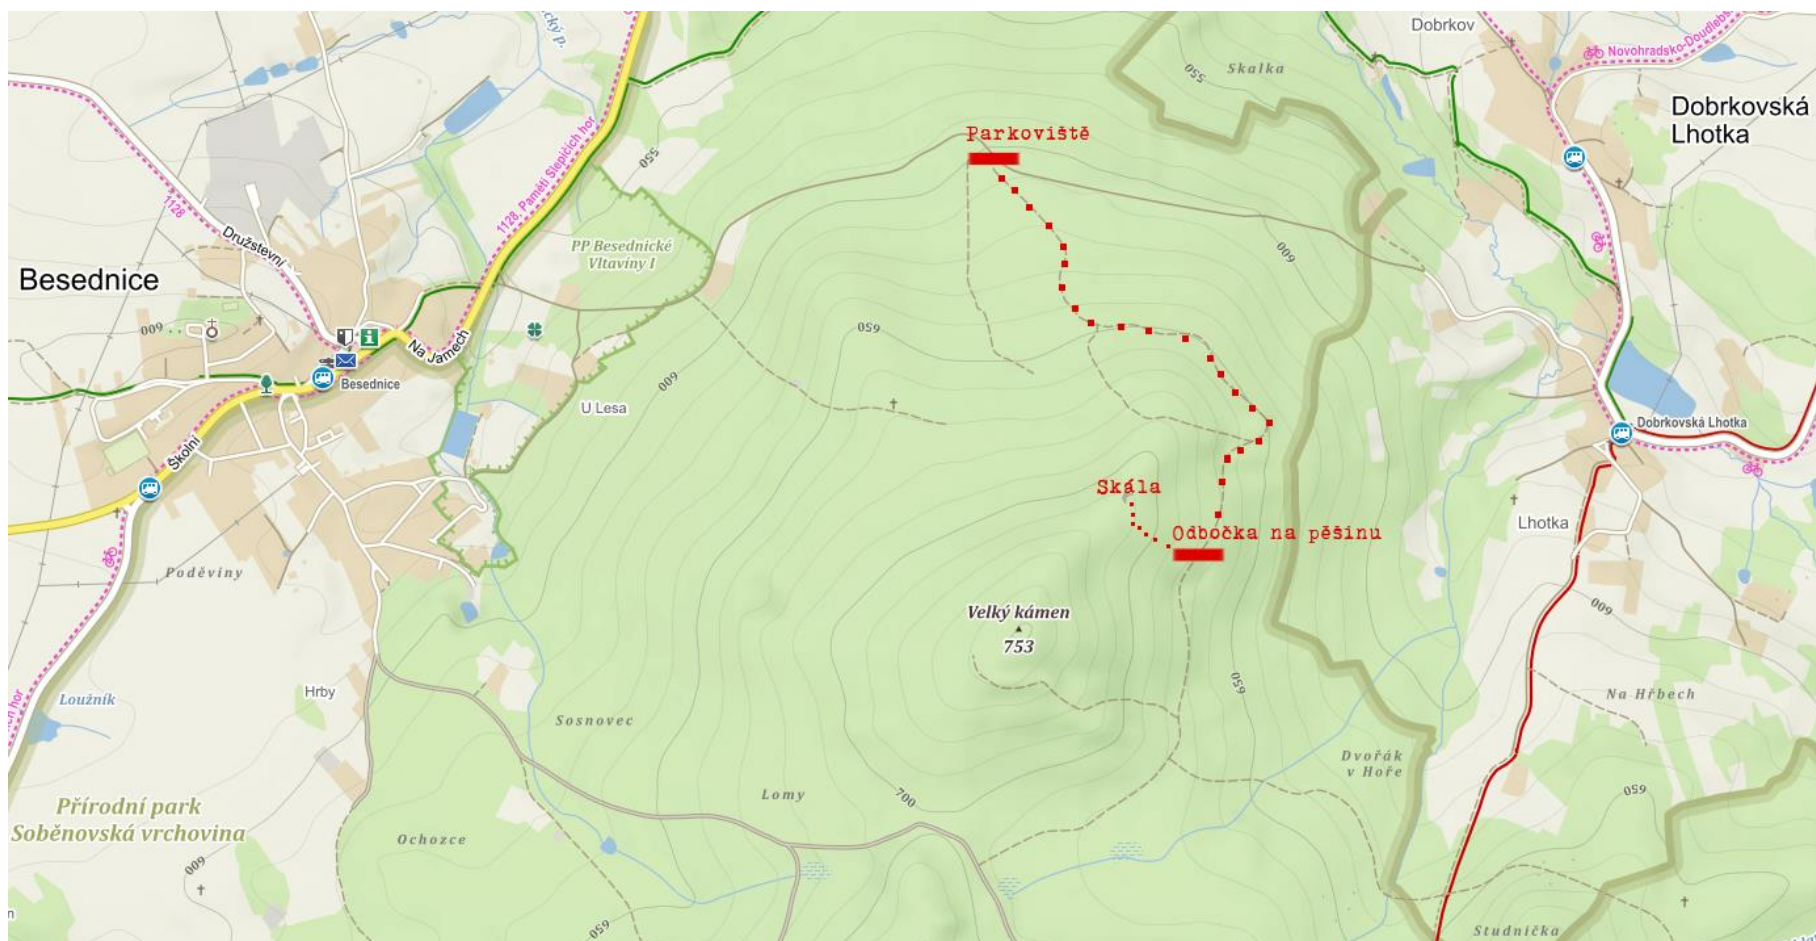 Dobrkov
Novohradsko-Doudlebs
Skalka
Dobrkovská
Lhotka
Parkoviště
550
550
1128, Paměti Slepičích hor
1128
Družstevní
PP Besednické
Vltavíny I
600
Besednice
600
650
Na Jamech
Besednice
600
U Lesa
Dobrkovská Lhotka
Školní
Skála
Lhotka
Odbočka na pěšinu
Poděviny
600
Velký kámen
753
650
Hrby
Loužník
Na Hřbech
Sosnovec
Dvořák
v Hoře
650
Lomy
700
Přírodní park
Soběnovská vrchovina
Ochozce
600
650
Studnička